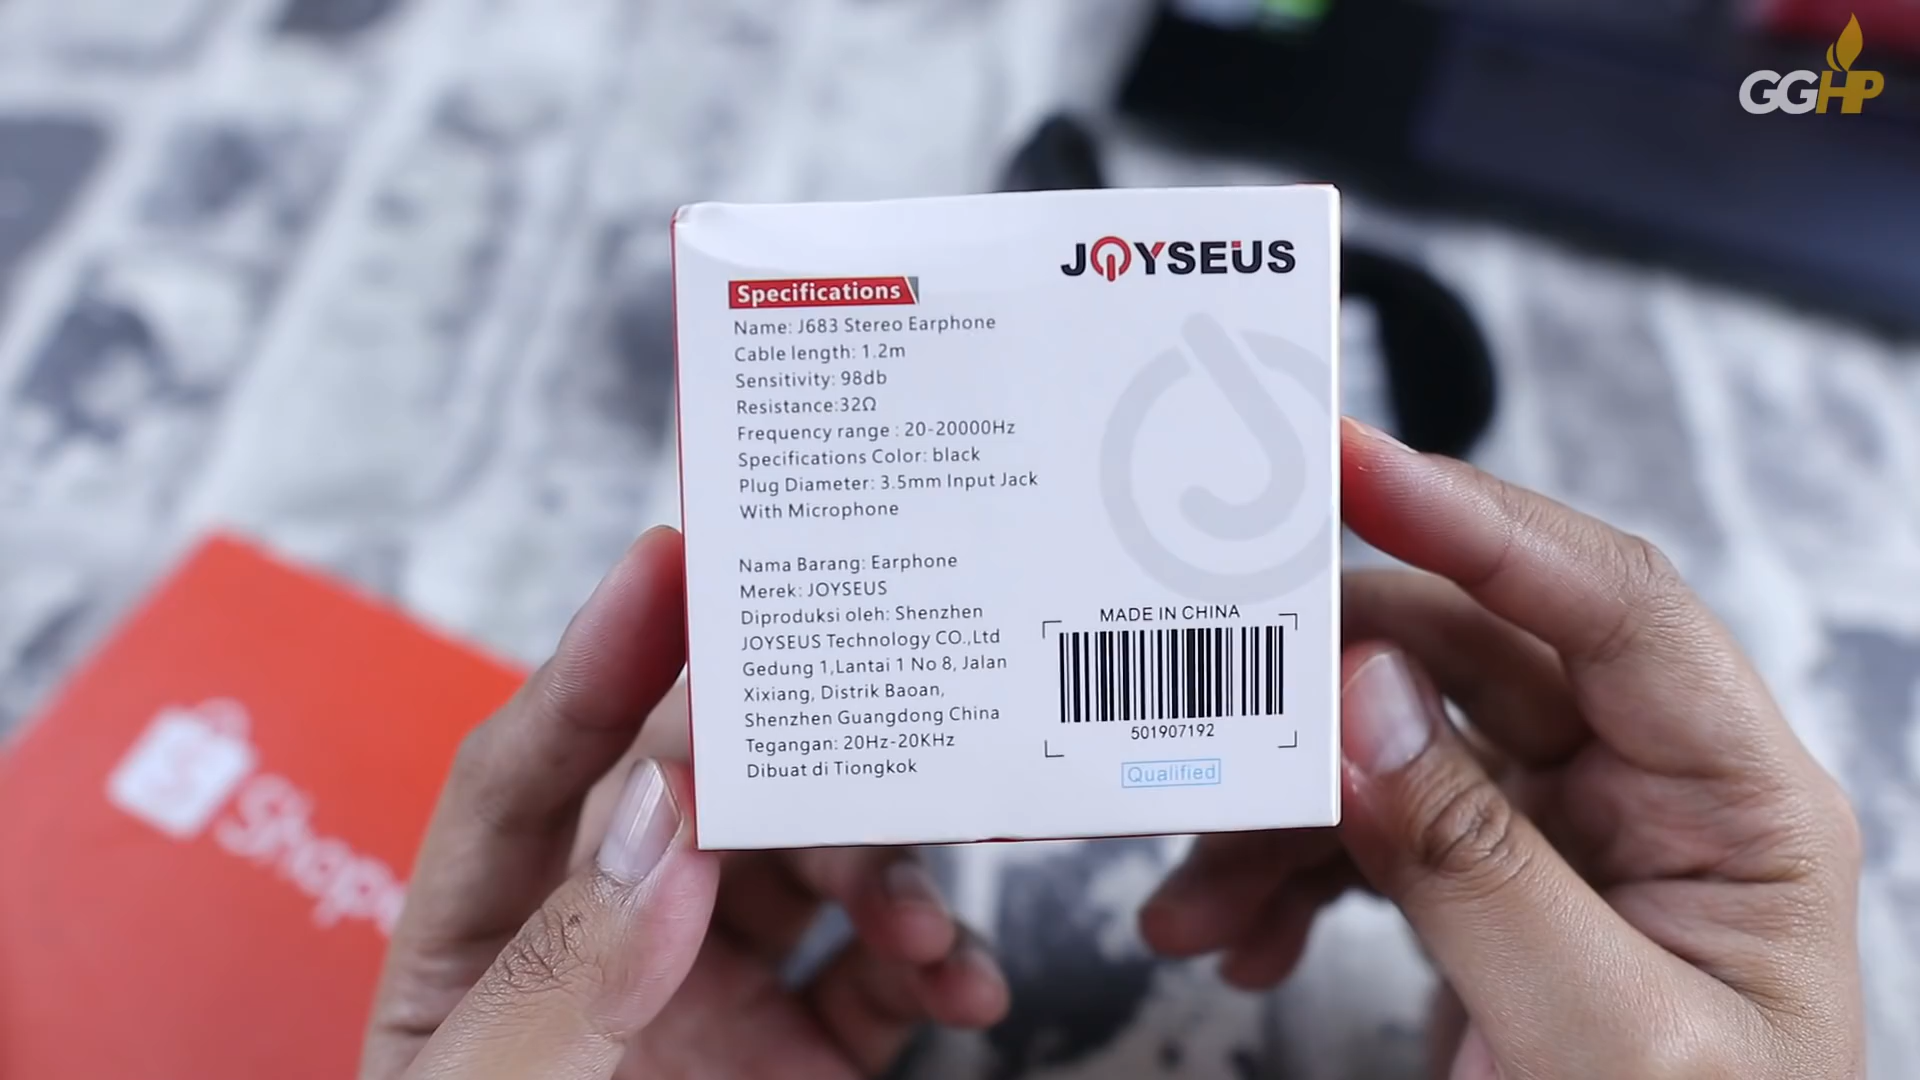 GGHP
JOYSEUS
Specifications
Name: J683 Stereo Earphone
Cable length: 1.2m
Sensitivity: 98db
Resistance:32Ω
Frequency range : 20-20000Hz
Specifications Color: black
Plug Diameter: 3.5mm Input Jack
With Microphone
Nama Barang: Earphone
Merek: JOYSEUS
Diproduksi oleh: Shenzhen
JOYSEUS Technology CO.,Ltd
Gedung 1,Lantai 1 No 8, Jalan
Xixiang, Distrik Baoan,
Shenzhen Guangdong China
Tegangan: 20Hz-20KHz
Dibuat di Tiongkok
MADE IN CHINA
501907192
Qualified
S
Shope